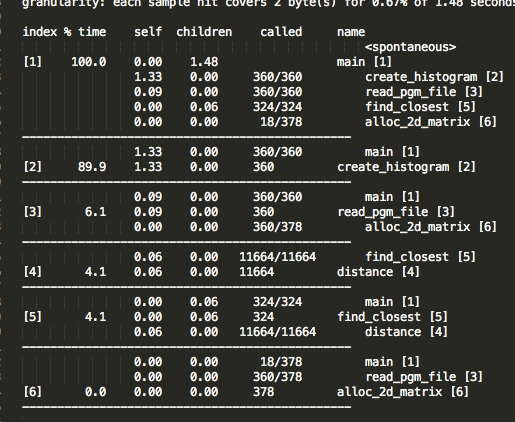 granularity: each sample hit covers 2 byte(s) for 0.67% of 1.48 seconds
index % time    self  children    called     name
                                                 <spontaneous>
[1]    100.0    0.00    1.48                 main [1]
                1.33    0.00     360/360         create_histogram [2]
                0.09    0.00     360/360         read_pgm_file [3]
                0.00    0.06     324/324         find_closest [5]
                0.00    0.00      18/378         alloc_2d_matrix [6]
-----------------------------------------------
                1.33    0.00     360/360         main [1]
[2]     89.9    1.33    0.00     360         create_histogram [2]
-----------------------------------------------
                0.09    0.00     360/360         main [1]
[3]      6.1    0.09    0.00     360         read_pgm_file [3]
                0.00    0.00     360/378         alloc_2d_matrix [6]
-----------------------------------------------
                0.06    0.00   11664/11664       find_closest [5]
[4]      4.1    0.06    0.00   11664         distance [4]
-----------------------------------------------
                0.00    0.06     324/324         main [1]
[5]      4.1    0.00    0.06     324         find_closest [5]
                0.06    0.00   11664/11664       distance [4]
-----------------------------------------------
                0.00    0.00      18/378         main [1]
                0.00    0.00     360/378         read_pgm_file [3]
[6]      0.0    0.00    0.00     378         alloc_2d_matrix [6]
-----------------------------------------------